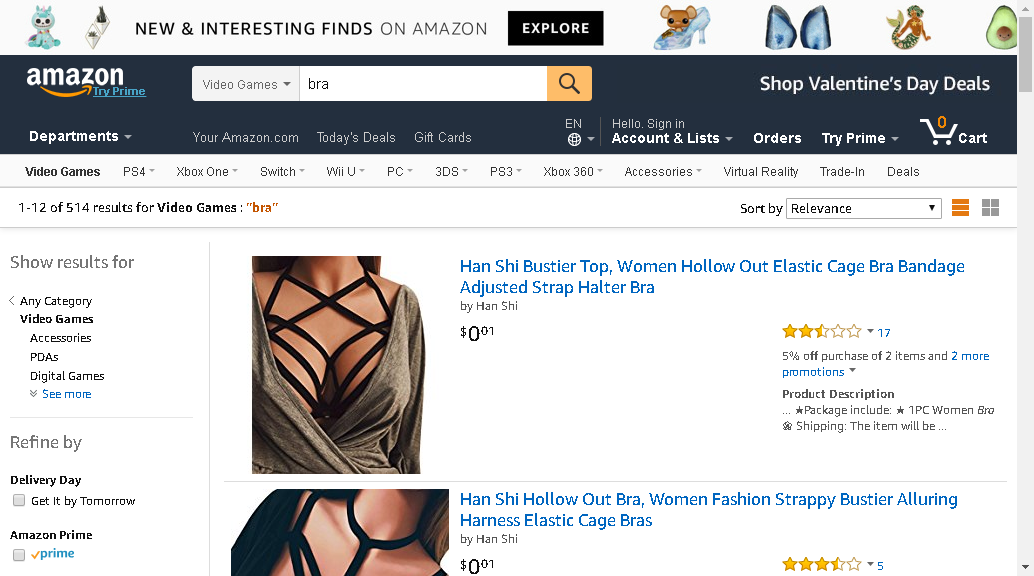 NEW & INTERESTING FINDS ON AMAZON EXPLORE
amazon
Try Prime
Video Games
bra
Shop Valentine's Day Deals
Departments
Your Amazon.com Today's Deals Gift Cards
EN
Hello. Sign in
Account & Lists
Orders
Try Prime
0
Cart
Video Games PS4 Xbox One Switch Wii U PC 3DS PS3 Xbox 360 Accessories Virtual Reality Trade-In Deals
1-12 of 514 results for Video Games : "bra"
Sort by Relevance
Show results for
Any Category
Video Games
Accessories
PDAs
Digital Games
See more
Refine by
Delivery Day
Get It by Tomorrow
Amazon Prime
prime
Han Shi Bustier Top, Women Hollow Out Elastic Cage Bra Bandage
Adjusted Strap Halter Bra
by Han Shi
$0.01
17
5% off purchase of 2 items and 2 more
promotions
Product Description
... ★Package include: ★ 1PC Women Bra
❀ Shipping: The item will be ...
Han Shi Hollow Out Bra, Women Fashion Strappy Bustier Alluring
Harness Elastic Cage Bras
by Han Shi
$0.01
5